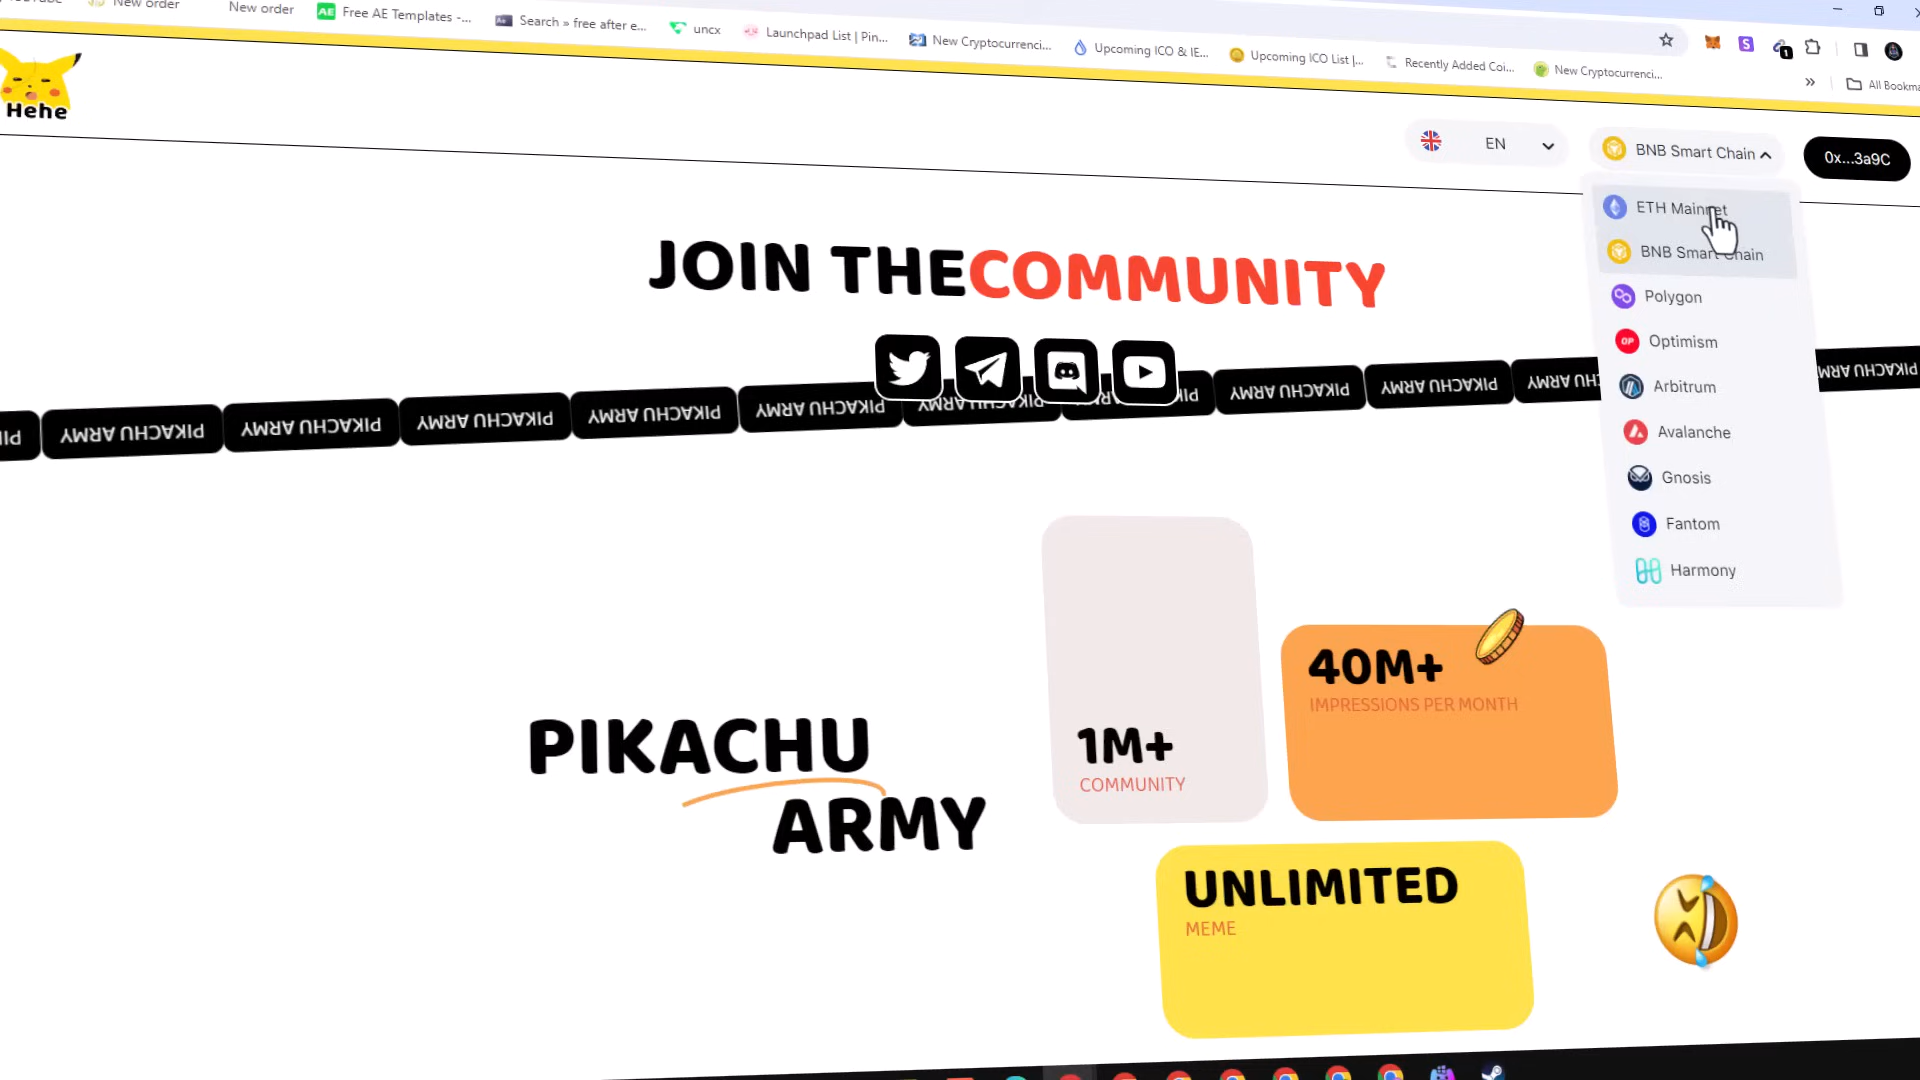 New order
New order
Free AE Templates -...
Search » free after e...
uncx
Launchpad List | Pin...
New Cryptocurrenci...
Upcoming ICO & IE...
Upcoming ICO List |...
Recently Added Coi...
New Cryptocurrenci...
»
All Bookma
Hehe
EN
BNB Smart Chain
0x...3a9C
ETH Mainnet
BNB Smart Chain
Polygon
Optimism
Arbitrum
Avalanche
Gnosis
Fantom
Harmony
JOIN THE COMMUNITY
PIKACHU ARMY PIKACHU ARMY PIKACHU ARMY PIKACHU ARMY PIKACHU ARMY PIKACHU ARMY PIKACHU ARMY PIKACHU ARMY
PIKACHU
ARMY
1M+
COMMUNITY
40M+
IMPRESSIONS PER MONTH
UNLIMITED
MEME